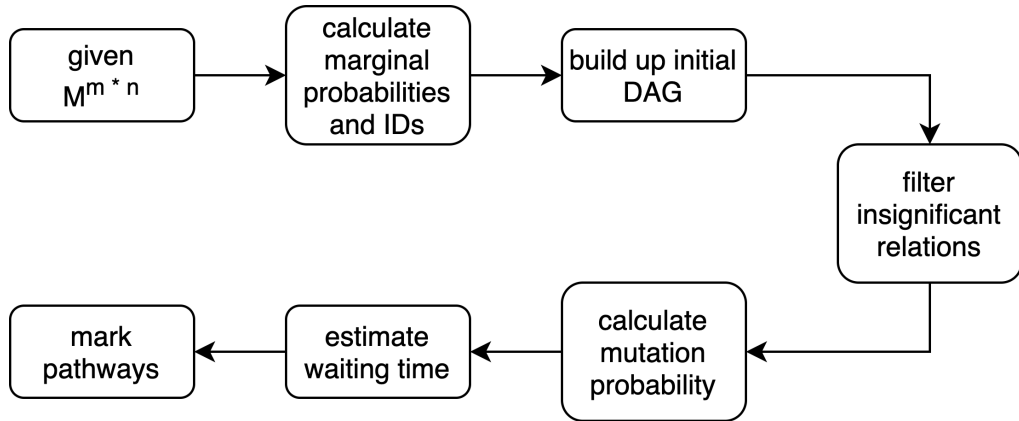 given
M^m * n
calculate
marginal
probabilities
and IDs
build up initial
DAG
filter
insignificant
relations
calculate
mutation
probability
estimate
waiting time
mark
pathways